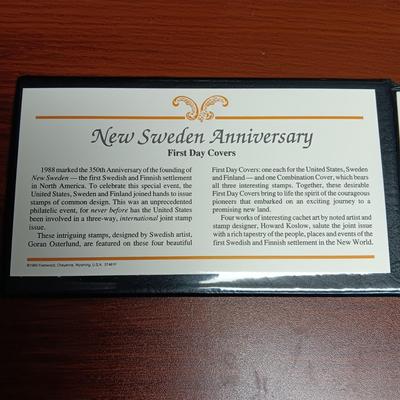 New Sweden Anniversary
First Day Covers
1988 marked the 350th Anniversary of the founding of
New Sweden — the first Swedish and Finnish settlement
in North America. To celebrate this special event, the
United States, Sweden and Finland joined hands to issue
stamps of common design. This was an unprecedented
philatelic event, for never before has the United States
been involved in a three-way, international joint stamp
issue.
These intriguing stamps, designed by Swedish artist,
Goran Osterlund, are featured on these four beautiful
First Day Covers: one each for the United States, Sweden
and Finland — and one Combination Cover, which bears
all three interesting stamps. Together, these desirable
First Day Covers bring to life the spirit of the courageous
pioneers that embarked on an exciting journey to a
promising new land.
Four works of interesting cachet art by noted artist and
stamp designer, Howard Koslow, salute the joint issue
with a rich tapestry of the people, places and events of the
first Swedish and Finnish settlement in the New World.
Fleetwood, Cheyenne, Wyoming, U.S.A.